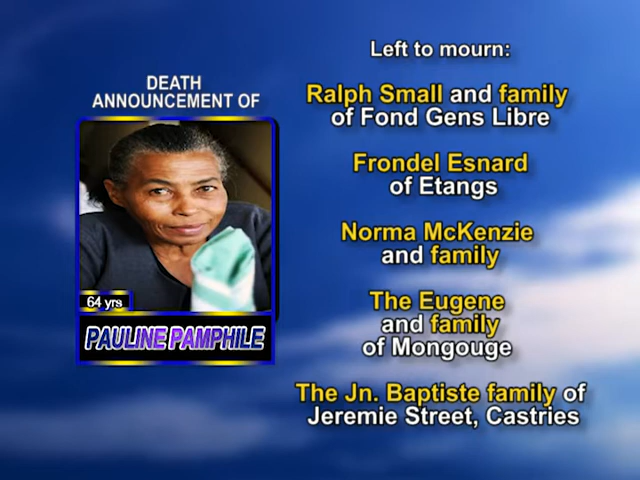 DEATH
ANNOUNCEMENT OF
64 yrs
PAULINE PAMPHILE
Left to mourn:
Ralph Small and family
of Fond Gens Libre
Frondel Esnard
of Etangs
Norma McKenzie
and family
The Eugene
and family
of Mongouge
The Jn. Baptiste family of
Jeremie Street, Castries